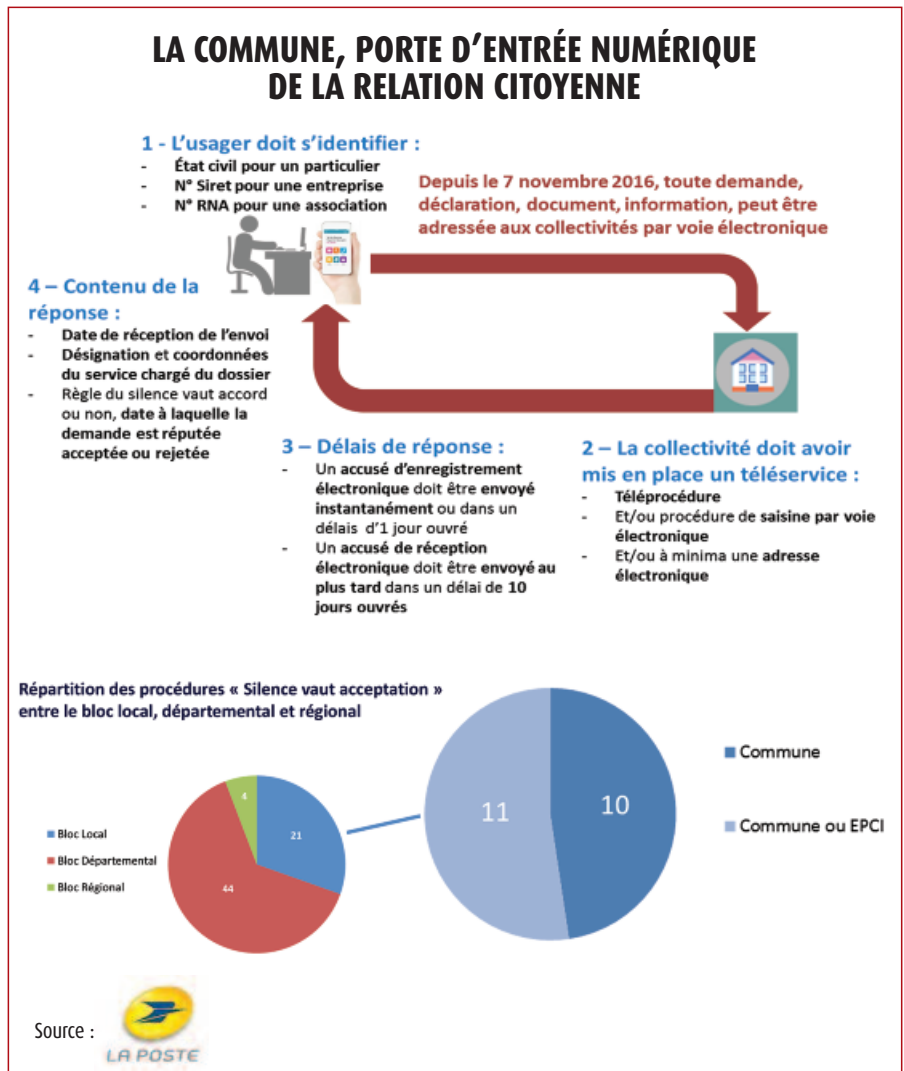 LA COMMUNE, PORTE D'ENTRÉE NUMÉRIQUE
DE LA RELATION CITOYENNE
1 - L'usager doit s'identifier :
- État civil pour un particulier
- N° Siret pour une entreprise
- N° RNA pour une association
Depuis le 7 novembre 2016, toute demande,
déclaration, document, information, peut être
adressée aux collectivités par voie électronique
4 – Contenu de la
réponse :
- Date de réception de l'envoi
- Désignation et coordonnées
du service chargé du dossier
- Règle du silence vaut accord
ou non, date à laquelle la
demande est réputée
acceptée ou rejetée
3 – Délais de réponse :
- Un accusé d'enregistrement
électronique doit être envoyé
instantanément ou dans un
délais d'1 jour ouvré
- Un accusé de réception
électronique doit être envoyé au
plus tard dans un délai de 10
jours ouvrés
2 – La collectivité doit avoir
mis en place un téléservice :
- Téléprocédure
- Et/ou procédure de saisine par voie
électronique
- Et/ou à minima une adresse
électronique
Répartition des procédures « Silence vaut acceptation »
entre le bloc local, départemental et régional
Bloc Local
Bloc Départemental
Bloc Régional
4
21
44
11
10
Commune
Commune ou EPCI
Source :
LA POSTE